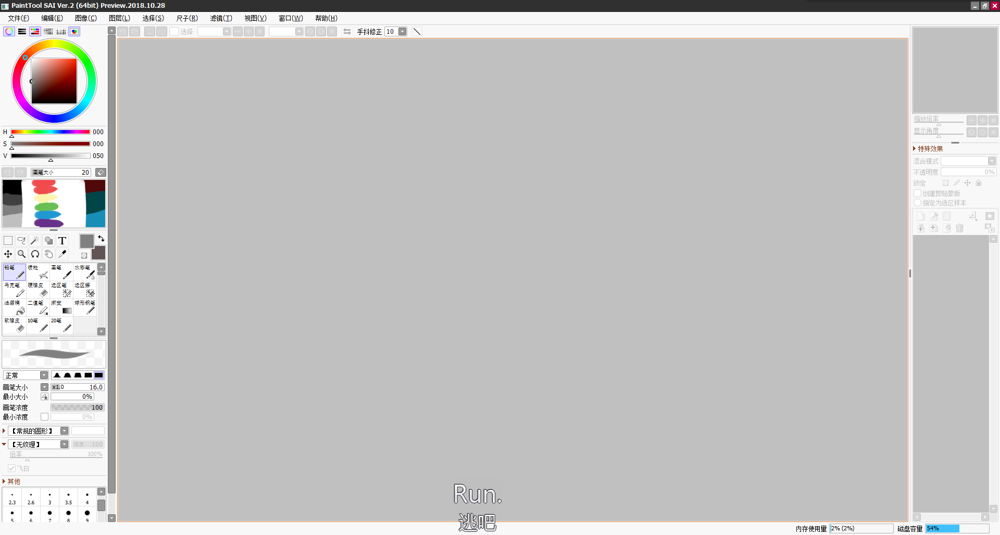 PaintTool SAI Ver.2 (64bit) Preview.2018.10.28
文件(F) 编辑(E) 图像(C) 图层(L) 选择(S) 尺子(R) 滤镜(T) 视图(V) 窗口(W) 帮助(H)
选择 手抖修正 10
H 000
S 000
V 050
画笔大小 20
T
铅笔 喷枪 画笔 水彩笔
马克笔 硬橡皮 选区笔 选区擦
油漆桶 二值笔 渐变 球形钢笔
软橡皮 10笔 20笔
正常
画笔大小 x1.0 16.0
最小大小 0%
画笔浓度 100
最小浓度 0%
【常规的圆形】
【无纹理】 强度 100
倍率 100%
飞白
其他
2.3 2.6 3 3.5 4
5 6 7 8 9
缩放倍率
显示角度
特殊效果
混合模式
不透明度 0%
锁定
创建剪贴蒙版
指定为选区样本
Run.
逃吧
内存使用量 2% (2%) 磁盘容量 54%